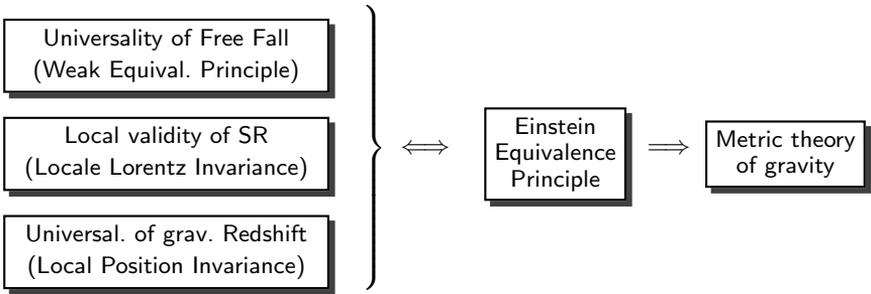 Universality of Free Fall
(Weak Equival. Principle)
Local validity of SR
(Locale Lorentz Invariance)
Universal. of grav. Redshift
(Local Position Invariance)
⟺
Einstein
Equivalence
Principle
⟹
Metric theory
of gravity